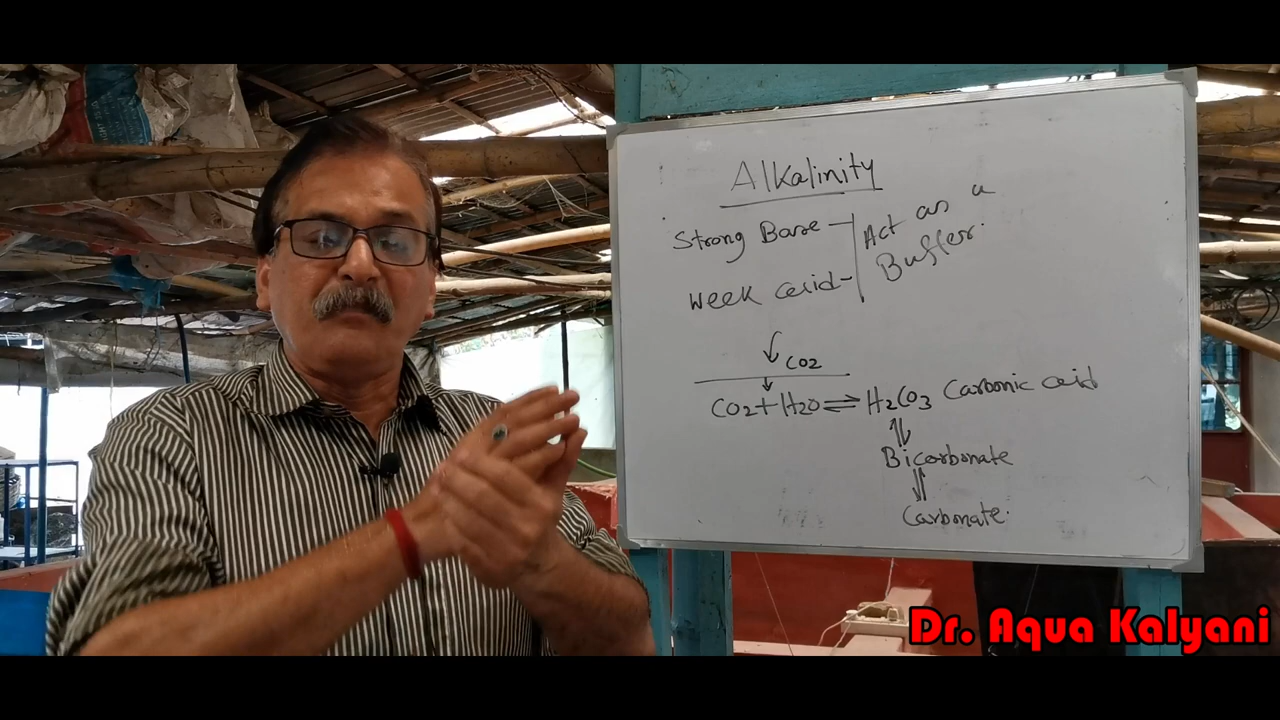 Alkalinity
Strong Base
Act as a
Buffer.
week acid
CO2
CO2+H2O⇌H2CO3 Carbonic acid
Bicarbonate
Carbonate.
Dr. Aqua Kalyani